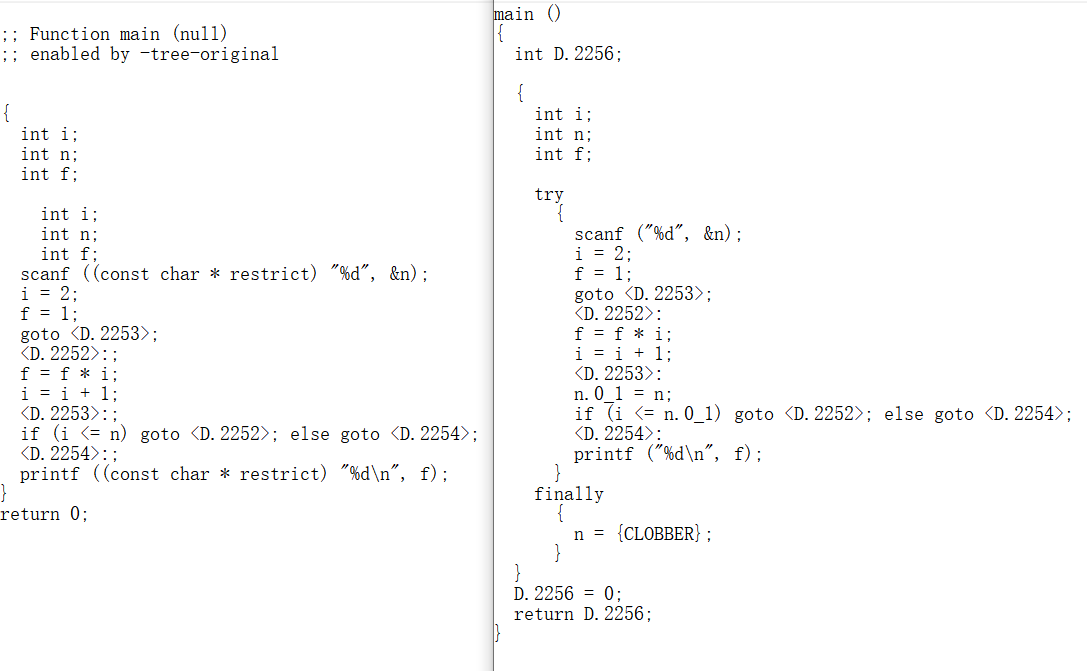 ;; Function main (null)
;; enabled by -tree-original
{
int i;
int n;
int f;
int i;
int n;
int f;
scanf ((const char * restrict) "%d", &n);
i = 2;
f = 1;
goto <D.2253>;
<D.2252>:;
f = f * i;
i = i + 1;
<D.2253>:;
if (i <= n) goto <D.2252>; else goto <D.2254>;
<D.2254>:;
printf ((const char * restrict) "%d\n", f);
}
return 0;
main ()
{
int D.2256;
{
int i;
int n;
int f;
try
{
scanf ("%d", &n);
i = 2;
f = 1;
goto <D.2253>;
<D.2252>:
f = f * i;
i = i + 1;
<D.2253>:
n.0_1 = n;
if (i <= n.0_1) goto <D.2252>; else goto <D.2254>;
<D.2254>:
printf ("%d\n", f);
}
finally
{
n = {CLOBBER};
}
}
D.2256 = 0;
return D.2256;
}